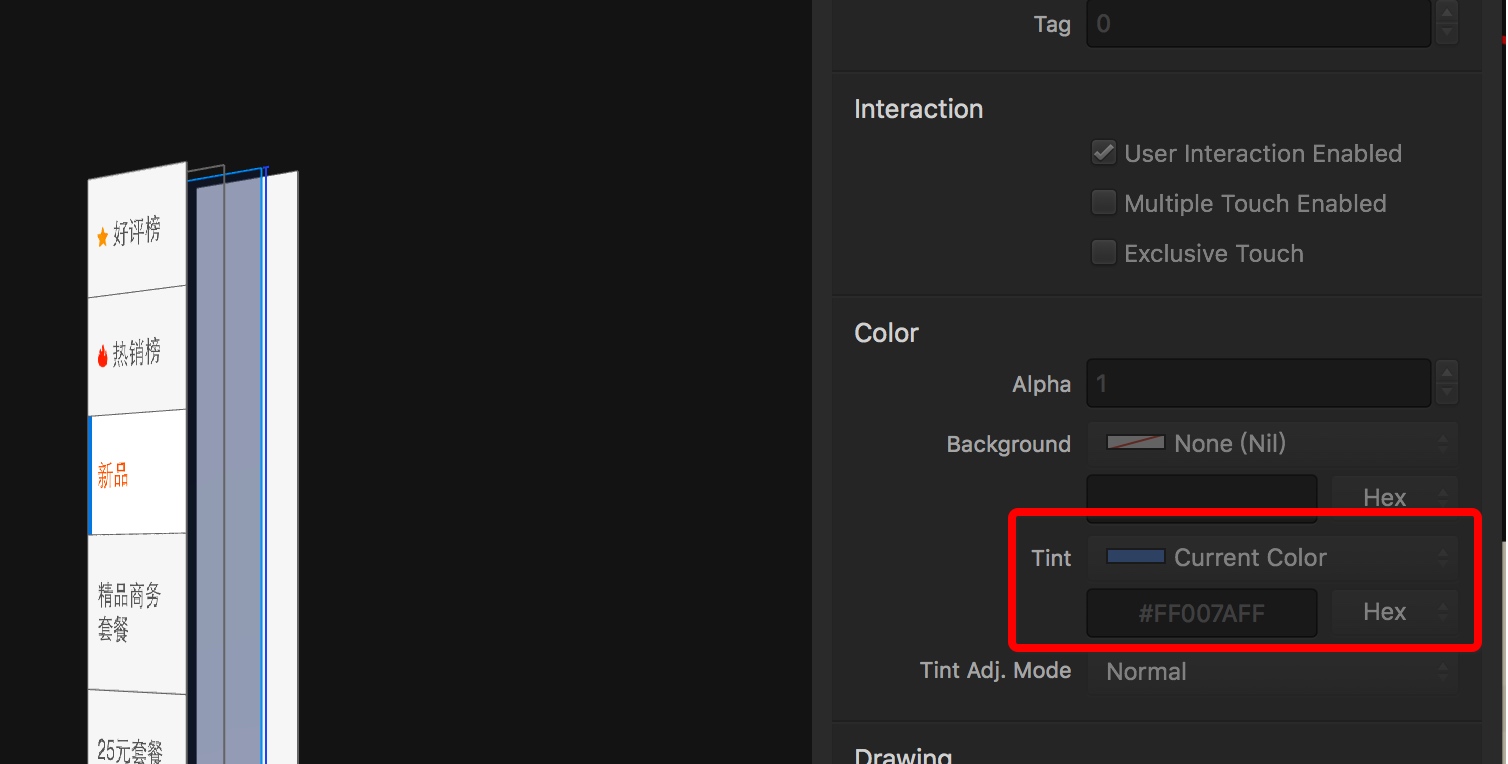 好评榜
热销榜
新品
精品商务
套餐
25元套餐
Tag 0
Interaction
User Interaction Enabled
Multiple Touch Enabled
Exclusive Touch
Color
Alpha 1
Background None (Nil)
Hex
Tint Current Color
#FF007AFF Hex
Tint Adj. Mode Normal
Drawing